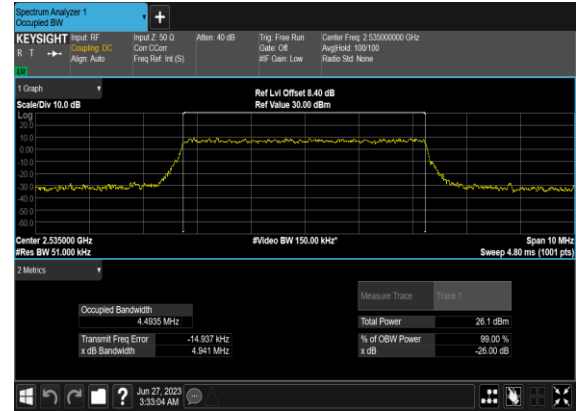 Spectrum Analyzer 1
Occupied BW
+
KEYSIGHT Input: RF Input Z: 50 Ω Atten: 40 dB Trig: Free Run Center Freq: 2.535000000 GHz
R T Coupling: DC Corr CCorr Gate: Off Avg|Hold: 100/100
Align: Auto Freq Ref: Int (S) #IF Gain: Low Radio Std: None
LV
1 Graph
Ref Lvl Offset 8.40 dB
Scale/Div 10.0 dB Ref Value 30.00 dBm
Log
20.0
10.0
0.00
-10.0
-20.0
-30.0
-40.0
-50.0
-60.0
Center 2.535000 GHz #Video BW 150.00 kHz* Span 10 MHz
#Res BW 51.000 kHz Sweep 4.80 ms (1001 pts)
2 Metrics
Measure Trace Trace 1
Occupied Bandwidth
4.4935 MHz Total Power 26.1 dBm
Transmit Freq Error -14.937 kHz % of OBW Power 99.00 %
x dB Bandwidth 4.941 MHz x dB -26.00 dB
? Jun 27, 2023
3:33:04 AM